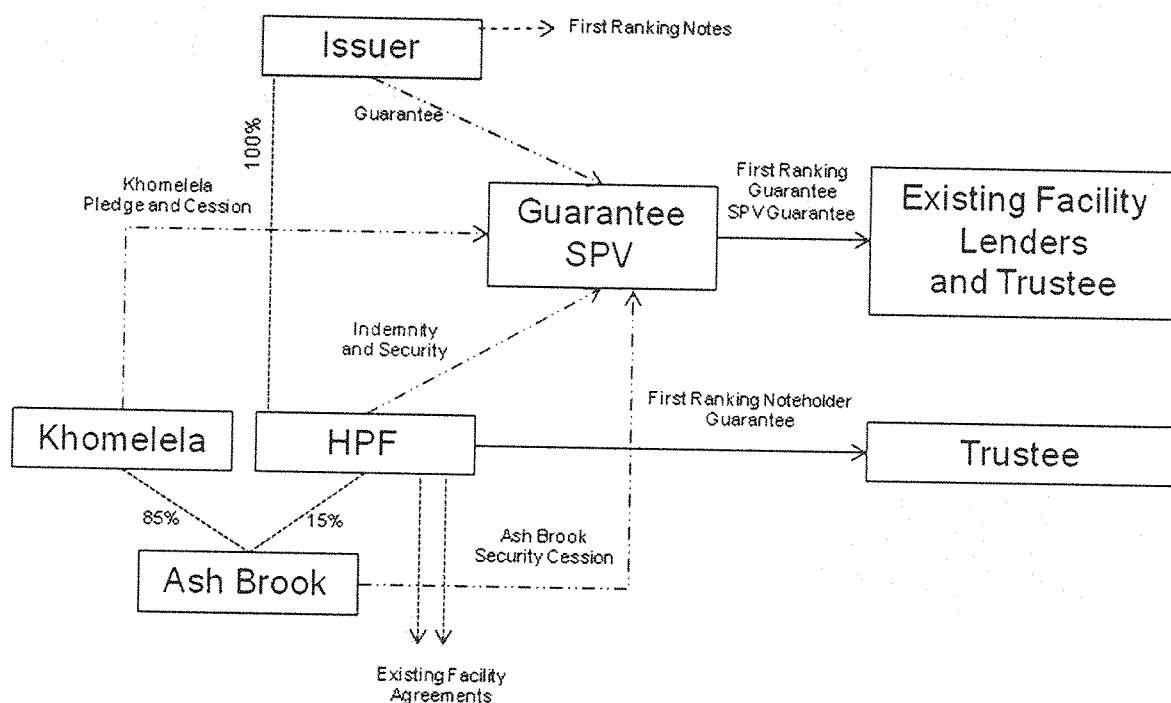 Issuer
First Ranking Notes
Guarantee
100%
Khomelela
Pledge and Cession
Guarantee
SPV
First Ranking
Guarantee
SPV Guarantee
Existing Facility
Lenders
and Trustee
Indemnity
and Security
First Ranking Noteholder
Guarantee
Khomelela
HPF
Trustee
85%
15%
Ash Brook
Ash Brook
Security Cession
Existing Facility
Agreements